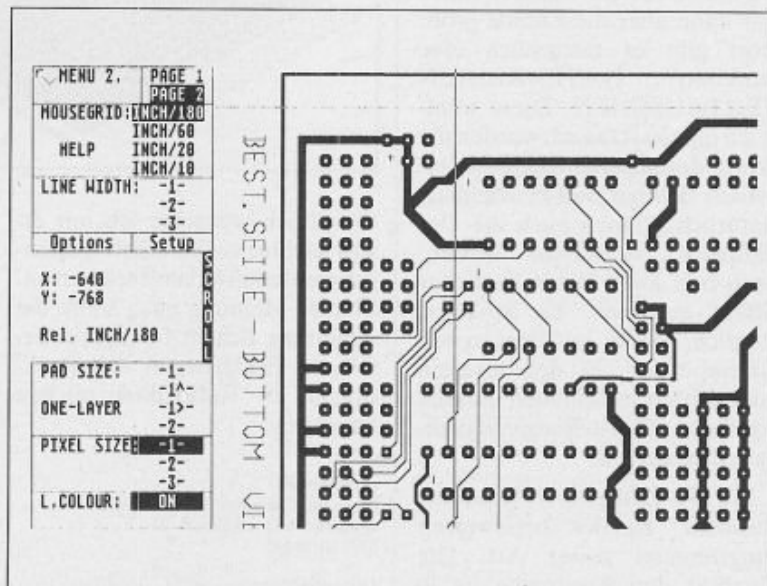 MENU 2. PAGE 1
PAGE 2
MOUSEGRID: INCH/180
INCH/60
HELP INCH/20
INCH/10
LINE WIDTH: -1-
-2-
-3-
Options Setup
SCROLL
X: -640
Y: -768
Rel. INCH/180
PAD SIZE: -1-
-1^-
ONE-LAYER -1>-
-2-
PIXEL SIZE: -1-
-2-
-3-
L.COLOUR: ON
BEST. SEITE - BOTTOM